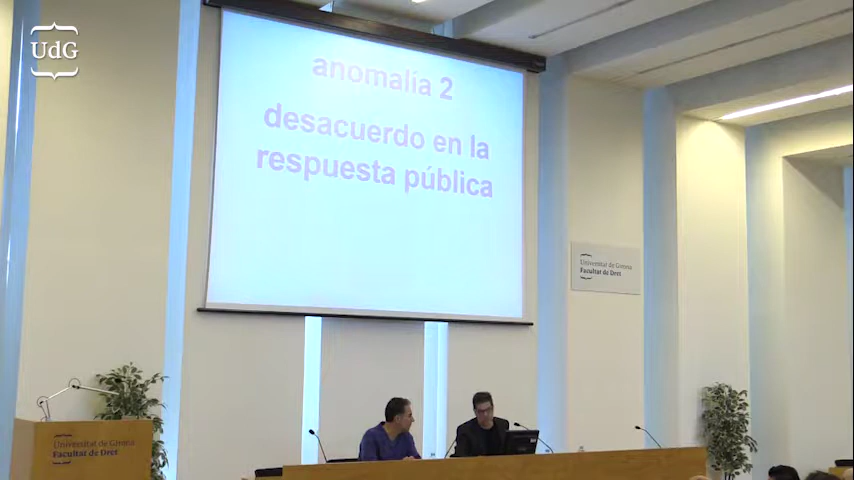 UdG
anomalía 2
desacuerdo en la
respuesta pública
Universitat de Girona
Facultat de Dret
Universitat de Girona
Facultat de Dret